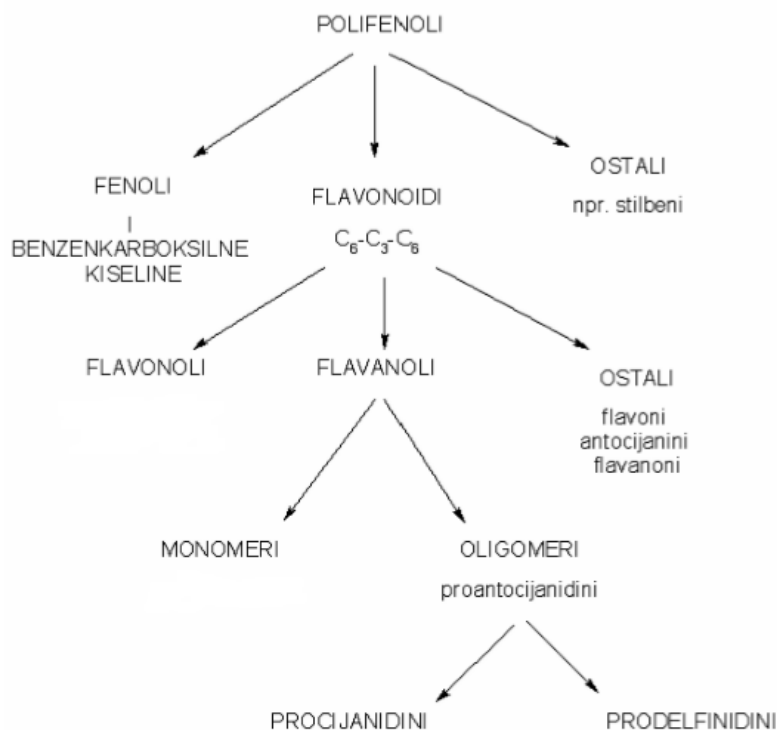 POLIFENOLI
FENOLI
I
BENZENKARBOKSILNE
KISELINE
FLAVONOIDI
C₆-C₃-C₆
OSTALI
npr. stilbeni
FLAVONOLI
FLAVANOLI
OSTALI
flavoni
antocijanini
flavanoni
MONOMERI
OLIGOMERI
proantocijanidini
PROCIJANIDINI
PRODELFINIDINI